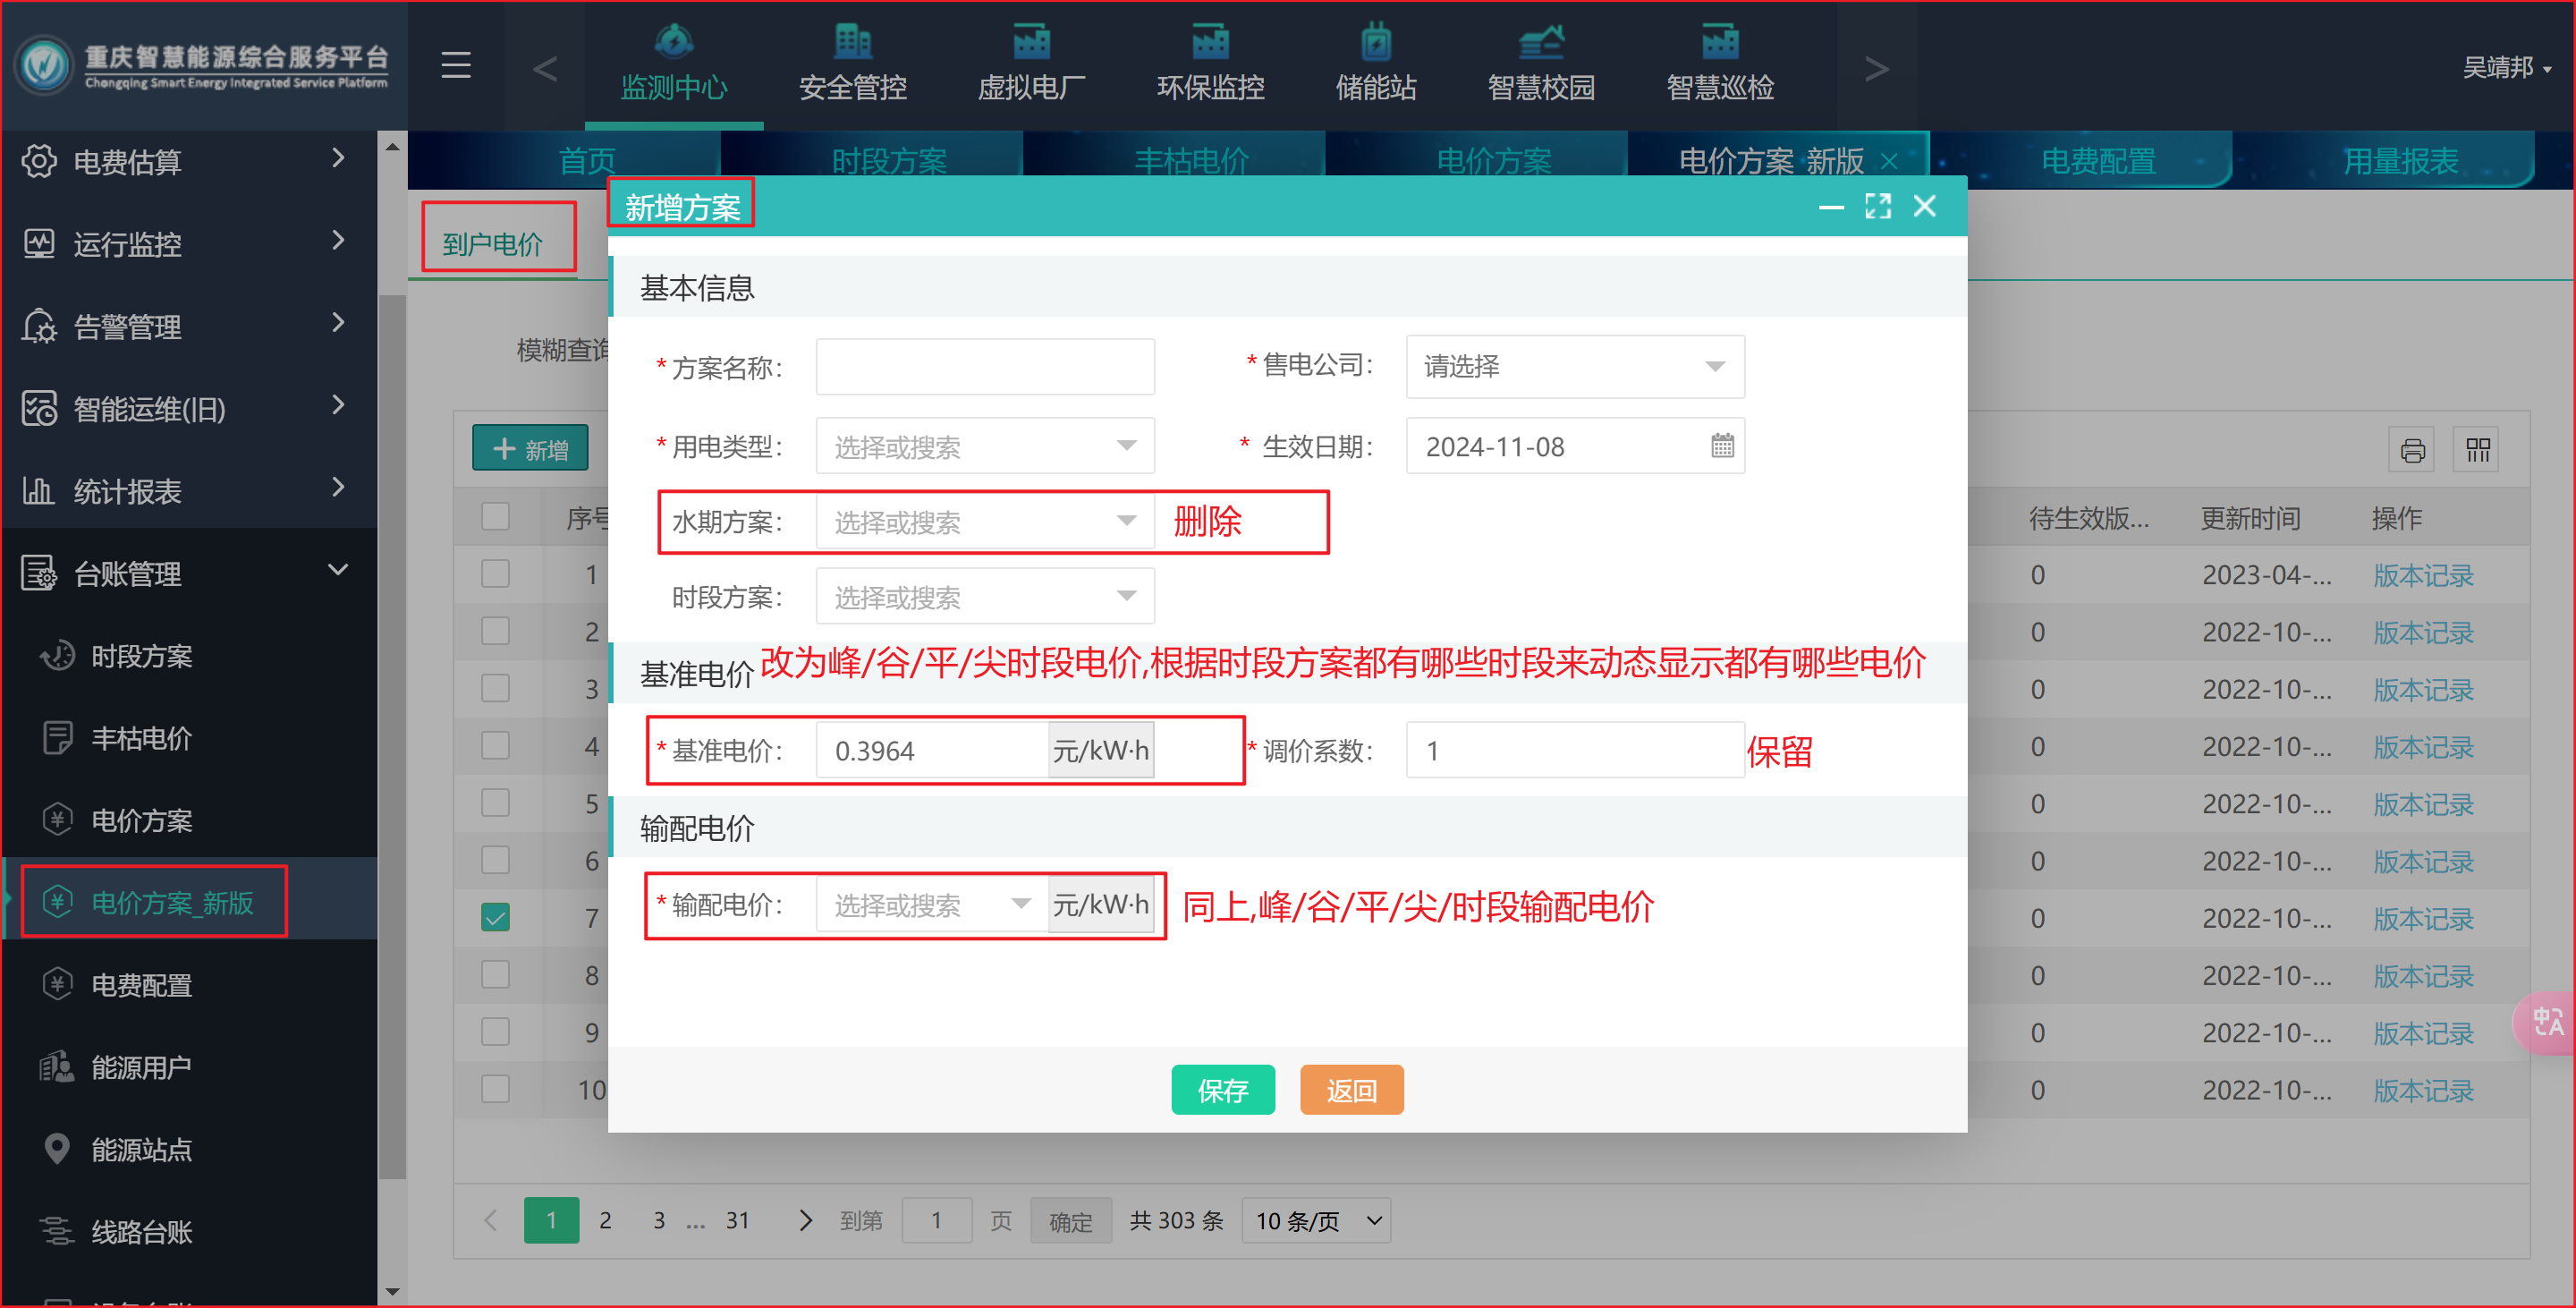 重庆智慧能源综合服务平台
Chongqing Smart Energy Integrated Service Platform
监测中心
安全管控
虚拟电厂
环保监控
储能站
智慧校园
智慧巡检
吴靖邦
首页
时段方案
丰枯电价
电价方案
电价方案_新版
电费配置
用量报表
电费估算
运行监控
告警管理
智能运维(旧)
统计报表
台账管理
时段方案
丰枯电价
电价方案
电价方案_新版
电费配置
能源用户
能源站点
线路台账
到户电价
模糊查询
新增
序号
待生效版...
更新时间
操作
1 0 2023-04-... 版本记录
2 0 2022-10-... 版本记录
3 0 2022-10-... 版本记录
4 0 2022-10-... 版本记录
5 0 2022-10-... 版本记录
6 0 2022-10-... 版本记录
7 0 2022-10-... 版本记录
8 0 2022-10-... 版本记录
9 0 2022-10-... 版本记录
10 0 2022-10-... 版本记录
新增方案
基本信息
*方案名称:
*售电公司: 请选择
*用电类型: 选择或搜索
*生效日期: 2024-11-08
水期方案: 选择或搜索 删除
时段方案: 选择或搜索
基准电价 改为峰/谷/平/尖时段电价,根据时段方案都有哪些时段来动态显示都有哪些电价
*基准电价: 0.3964 元/kW·h
*调价系数: 1 保留
输配电价
*输配电价: 选择或搜索 元/kW·h 同上,峰/谷/平/尖/时段输配电价
保存
返回
1 2 3 ... 31 到第 1 页 确定 共 303 条 10 条/页
中A